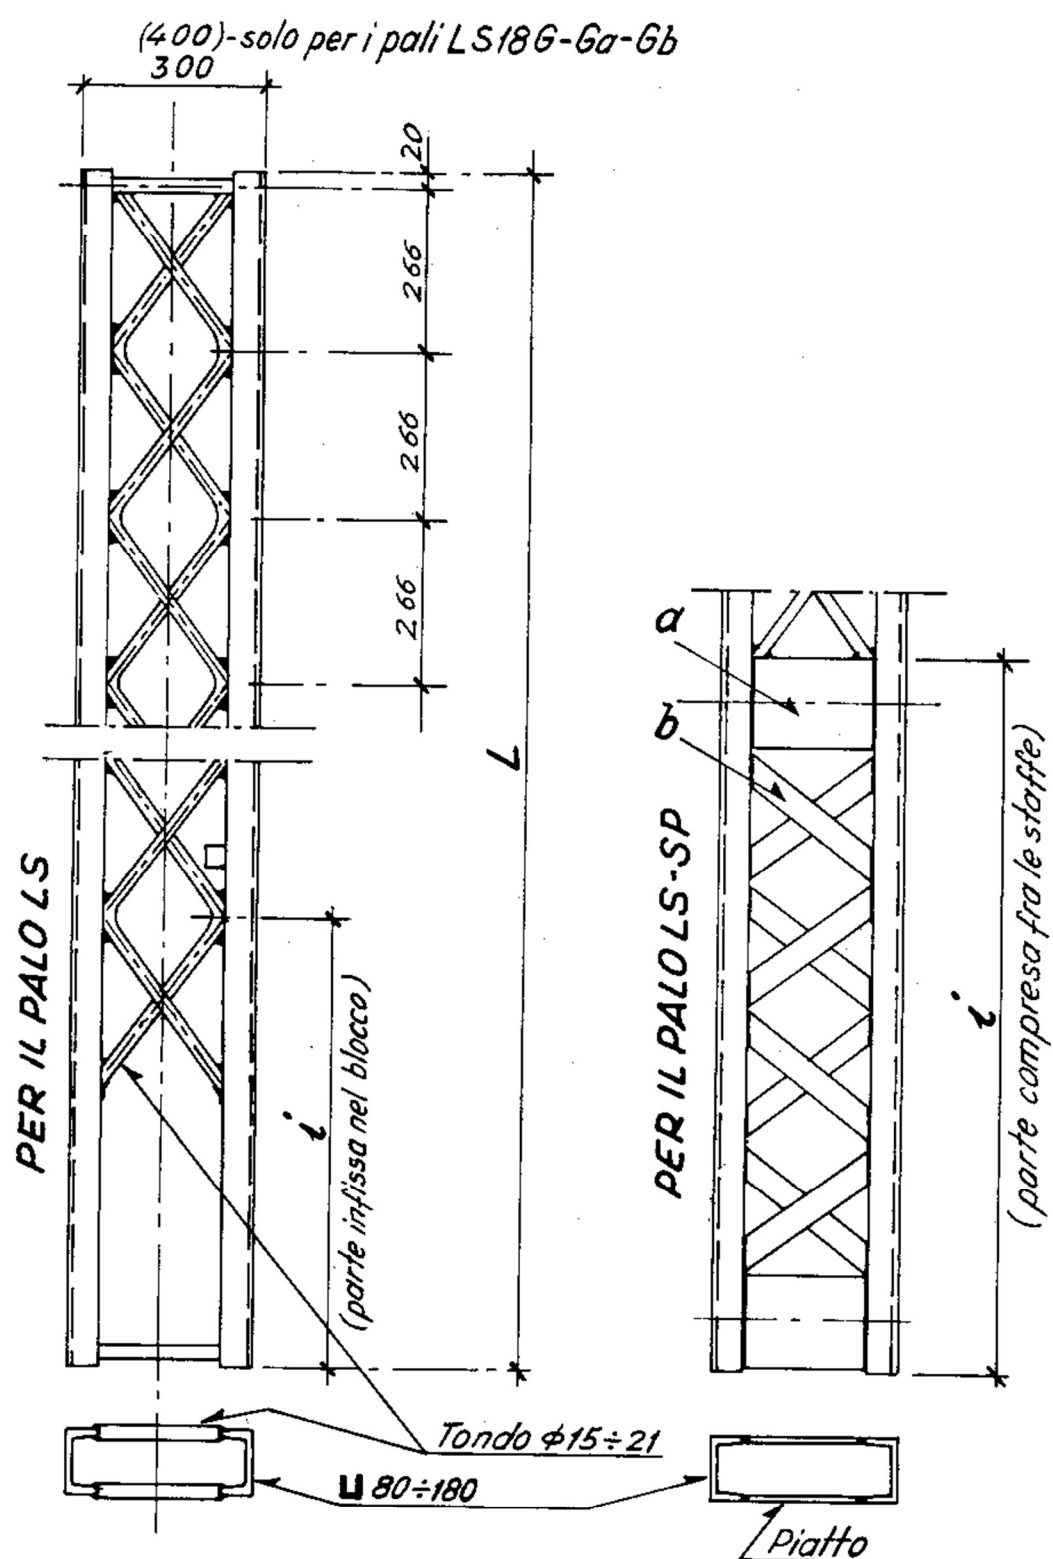 (400)-solo per i pali LS18G-Ga-Gb
300
20
266
266
266
L
PER IL PALO LS
i
(parte infissa nel blocco)
a
b
PER IL PALO LS-SP
i
(parte compresa fra le staffe)
Tondo ϕ15÷21
⊔ 80÷180
Piatto